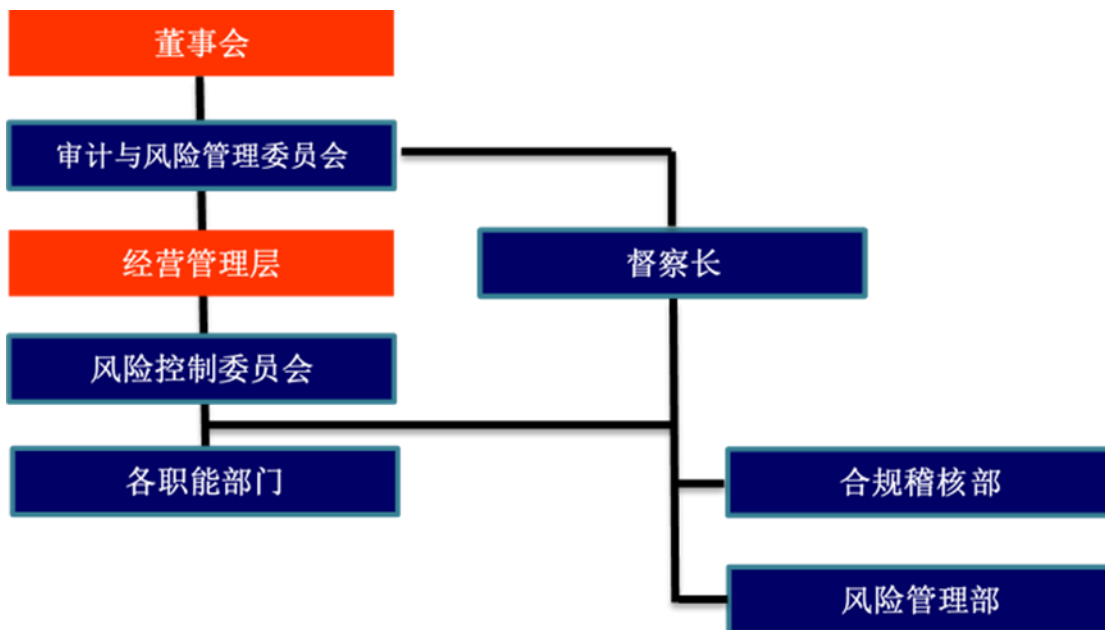 董事会
审计与风险管理委员会
经营管理层
督察长
风险控制委员会
各职能部门
合规稽核部
风险管理部